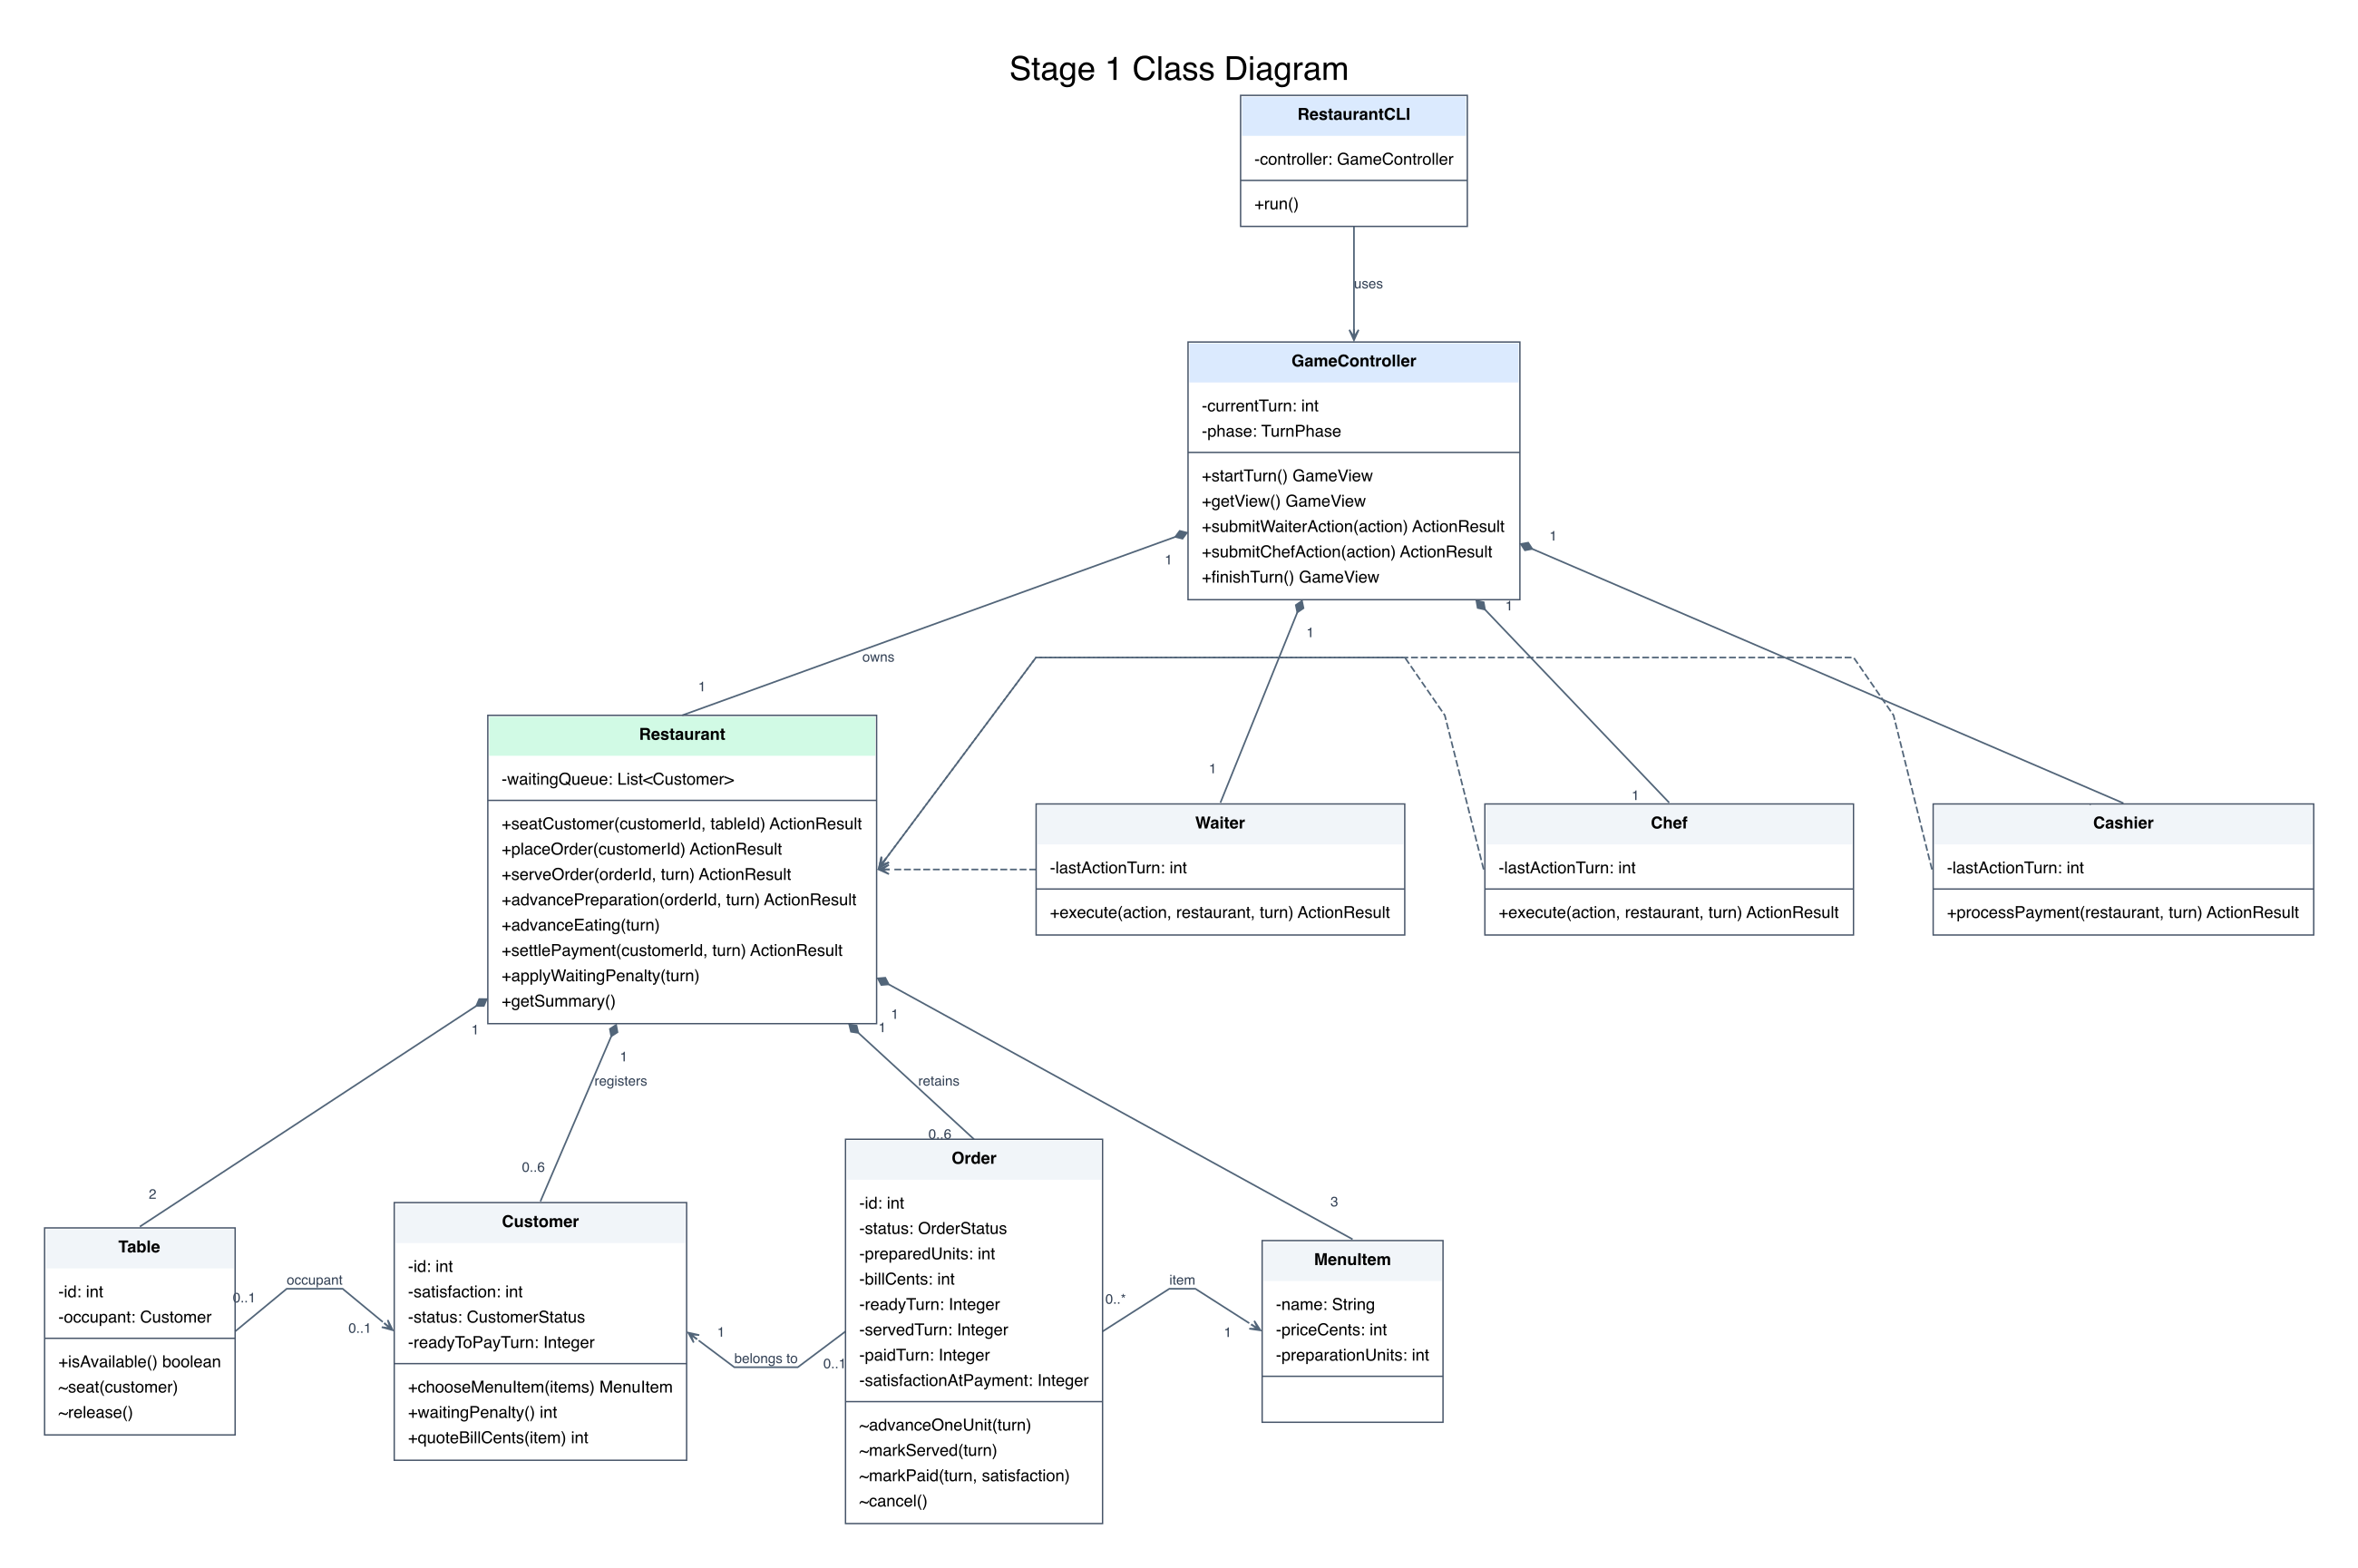 Stage 1 Class Diagram
RestaurantCLI
-controller: GameController
+run()
uses
GameController
-currentTurn: int
-phase: TurnPhase
+startTurn() GameView
+getView() GameView
+submitWaiterAction(action) ActionResult
+submitChefAction(action) ActionResult
+finishTurn() GameView
1
1
1
1
owns
1
1
1
Restaurant
-waitingQueue: List<Customer>
+seatCustomer(customerId, tableId) ActionResult
+placeOrder(customerId) ActionResult
+serveOrder(orderId, turn) ActionResult
+advancePreparation(orderId, turn) ActionResult
+advanceEating(turn)
+settlePayment(customerId, turn) ActionResult
+applyWaitingPenalty(turn)
+getSummary()
Waiter
-lastActionTurn: int
+execute(action, restaurant, turn) ActionResult
Chef
-lastActionTurn: int
+execute(action, restaurant, turn) ActionResult
Cashier
-lastActionTurn: int
+processPayment(restaurant, turn) ActionResult
1
1
1
1
registers
retains
2
0..6
0..6
3
Table
-id: int
-occupant: Customer
+isAvailable() boolean
~seat(customer)
~release()
0..1
occupant
0..1
Customer
-id: int
-satisfaction: int
-status: CustomerStatus
-readyToPayTurn: Integer
+chooseMenuItem(items) MenuItem
+waitingPenalty() int
+quoteBillCents(item) int
1
belongs to
0..1
Order
-id: int
-status: OrderStatus
-preparedUnits: int
-billCents: int
-readyTurn: Integer
-servedTurn: Integer
-paidTurn: Integer
-satisfactionAtPayment: Integer
~advanceOneUnit(turn)
~markServed(turn)
~markPaid(turn, satisfaction)
~cancel()
0..*
item
1
MenuItem
-name: String
-priceCents: int
-preparationUnits: int